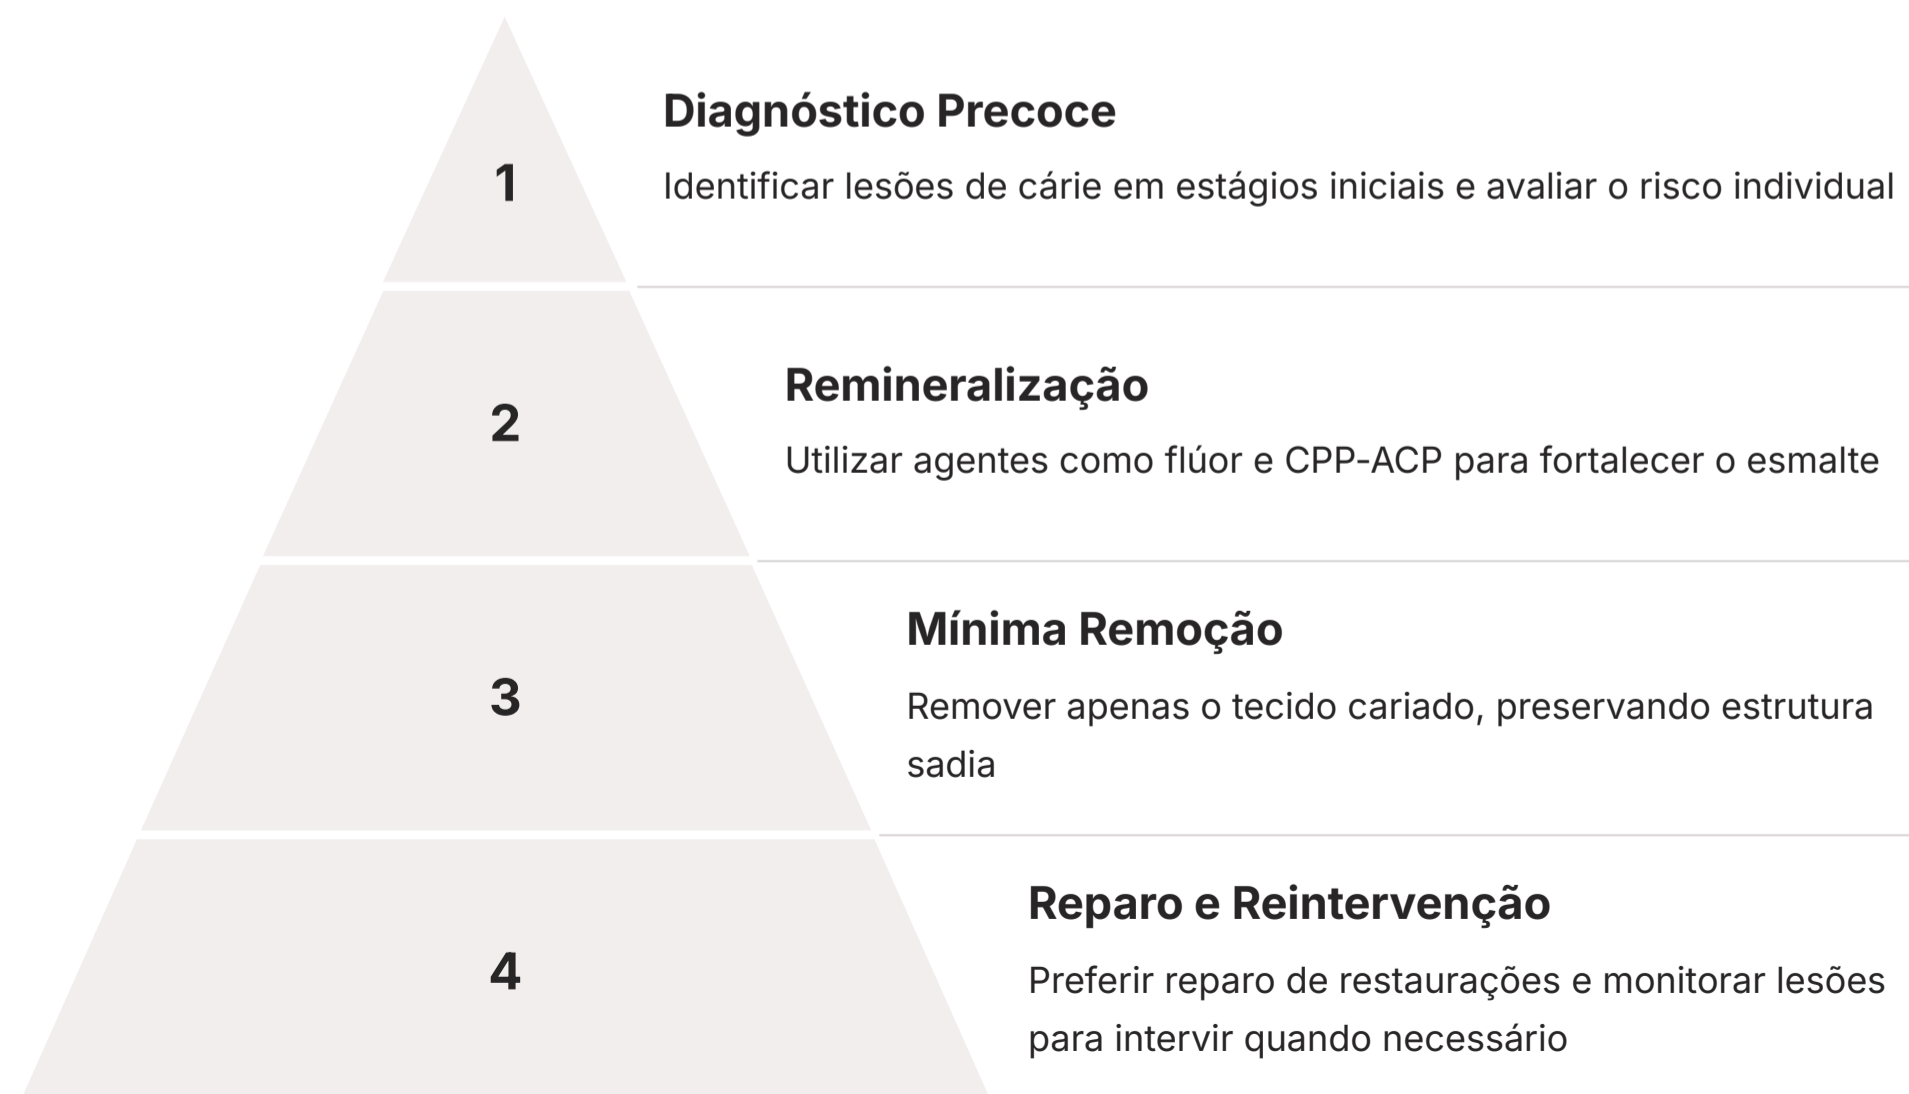 1
Diagnóstico Precoce
Identificar lesões de cárie em estágios iniciais e avaliar o risco individual
2
Remineralização
Utilizar agentes como flúor e CPP-ACP para fortalecer o esmalte
3
Mínima Remoção
Remover apenas o tecido cariado, preservando estrutura
sadia
4
Reparo e Reintervenção
Preferir reparo de restaurações e monitorar lesões
para intervir quando necessário